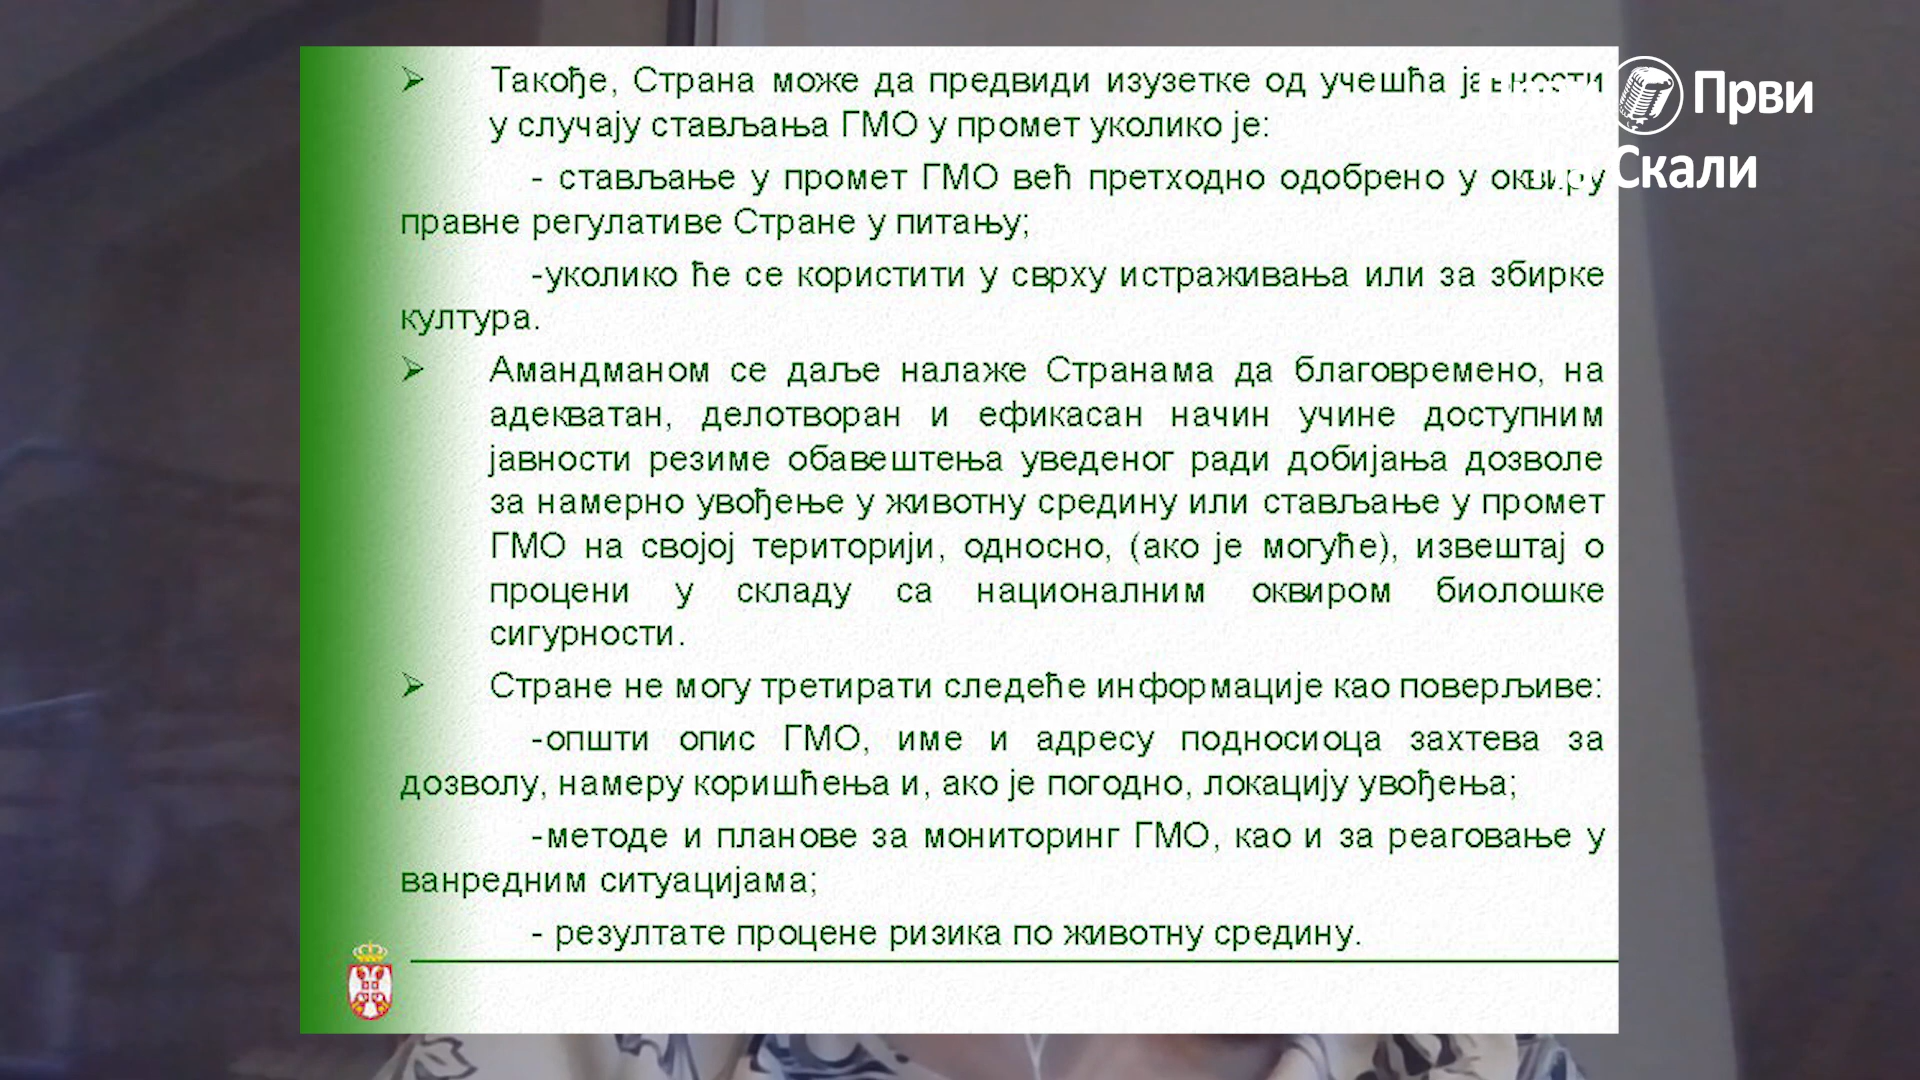 Такође, Страна може да предвиди изузетке од учешћа јавности
у случају стављања ГМО у промет уколико је:
- стављање у промет ГМО већ претходно одобрено у оквиру
правне регулативе Стране у питању;
-уколико ће се користити у сврху истраживања или за збирке
култура.
Амандманом се даље налаже Странама да благовремено, на
адекватан, делотворан и ефикасан начин учине доступним
јавности резиме обавештења уведеног ради добијања дозволе
за намерно увођење у животну средину или стављање у промет
ГМО на својој територији, односно, (ако је могуће), извештај о
процени у складу са националним оквиром биолошке
сигурности.
Стране не могу третирати следеће информације као поверљиве:
-општи опис ГМО, име и адресу подносиоца захтева за
дозволу, намеру коришћења и, ако је погодно, локацију увођења;
-методе и планове за мониторинг ГМО, као и за реаговање у
ванредним ситуацијама;
- резултате процене ризика по животну средину.
Први
Скали